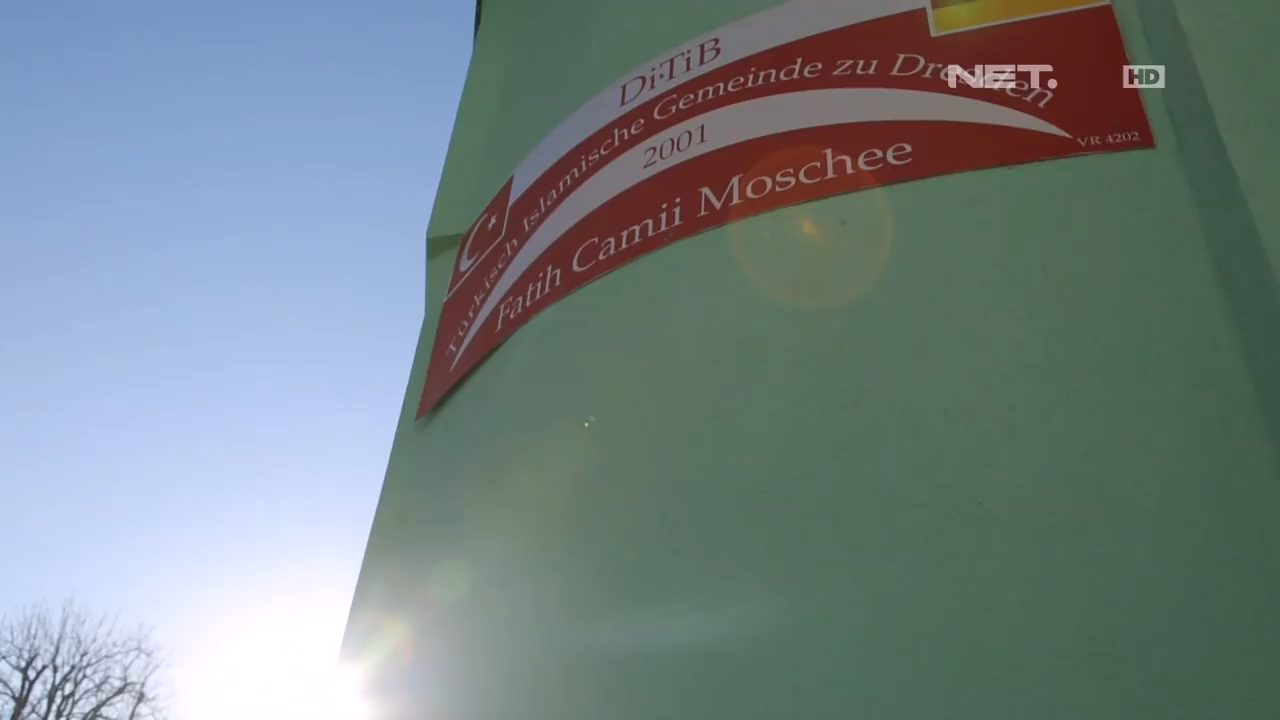 DiTiB
Türkisch Islamische Gemeinde zu Dresden
2001
VR 4202
Fatih Camii Moschee
NET.
HD